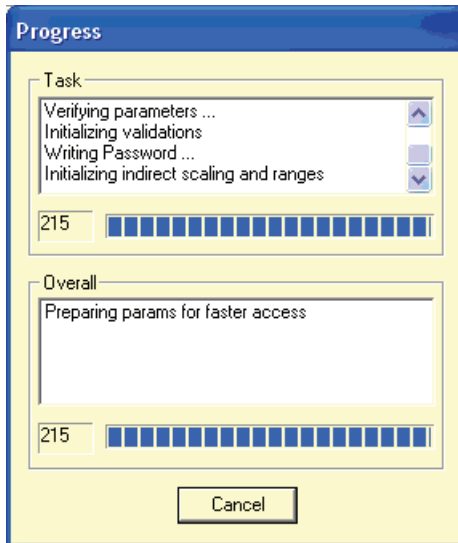 Progress
Task
Verifying parameters ...
Initializing validations
Writing Password ...
Initializing indirect scaling and ranges
215
Overall
Preparing params for faster access
215
Cancel